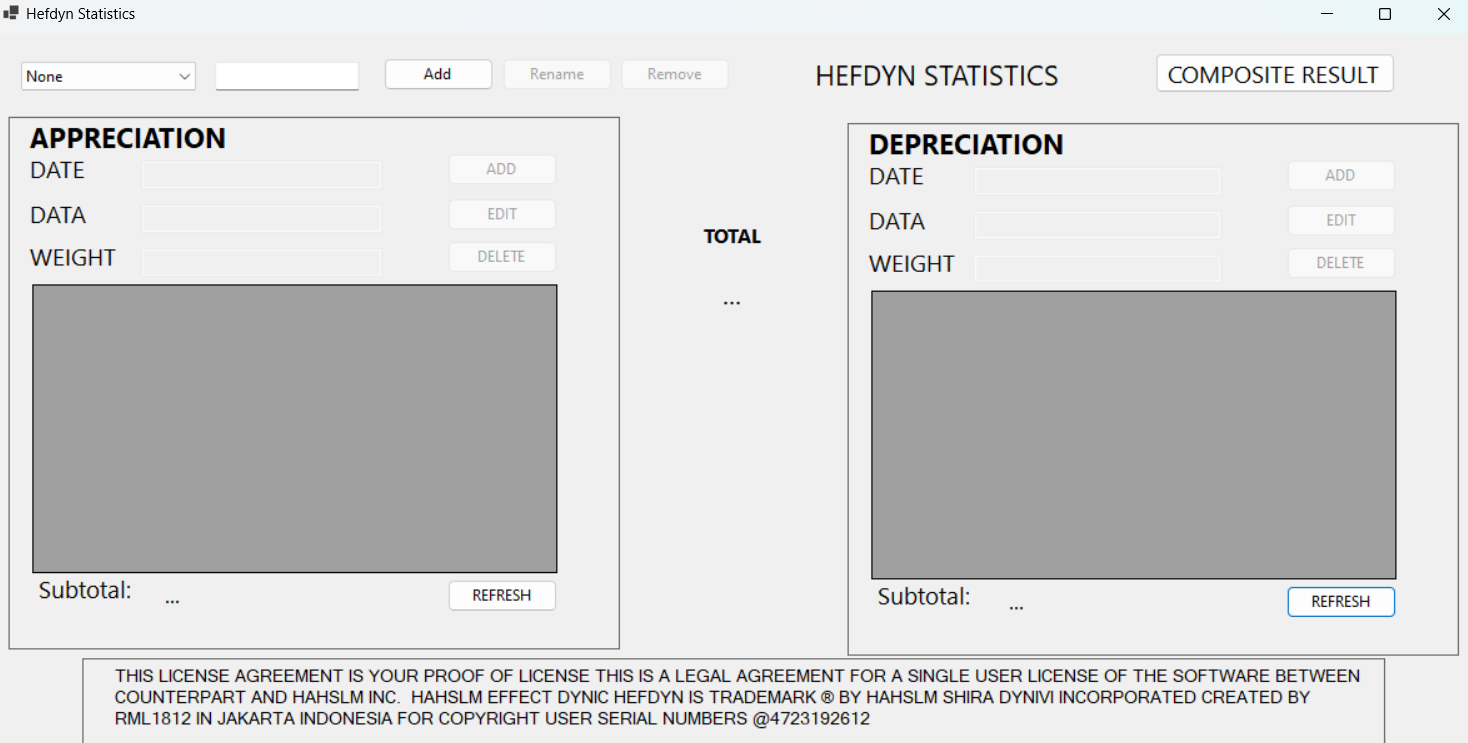 Hefdyn Statistics
None
Add
Rename
Remove
HEFDYN STATISTICS
COMPOSITE RESULT
APPRECIATION
DATE
ADD
DATA
EDIT
WEIGHT
DELETE
Subtotal:
...
REFRESH
TOTAL
...
DEPRECIATION
DATE
ADD
DATA
EDIT
WEIGHT
DELETE
Subtotal:
...
REFRESH
THIS LICENSE AGREEMENT IS YOUR PROOF OF LICENSE THIS IS A LEGAL AGREEMENT FOR A SINGLE USER LICENSE OF THE SOFTWARE BETWEEN
COUNTERPART AND HAHSLM INC.  HAHSLM EFFECT DYNIC HEFDYN IS TRADEMARK ® BY HAHSLM SHIRA DYNIVI INCORPORATED CREATED BY
RML1812 IN JAKARTA INDONESIA FOR COPYRIGHT USER SERIAL NUMBERS @4723192612